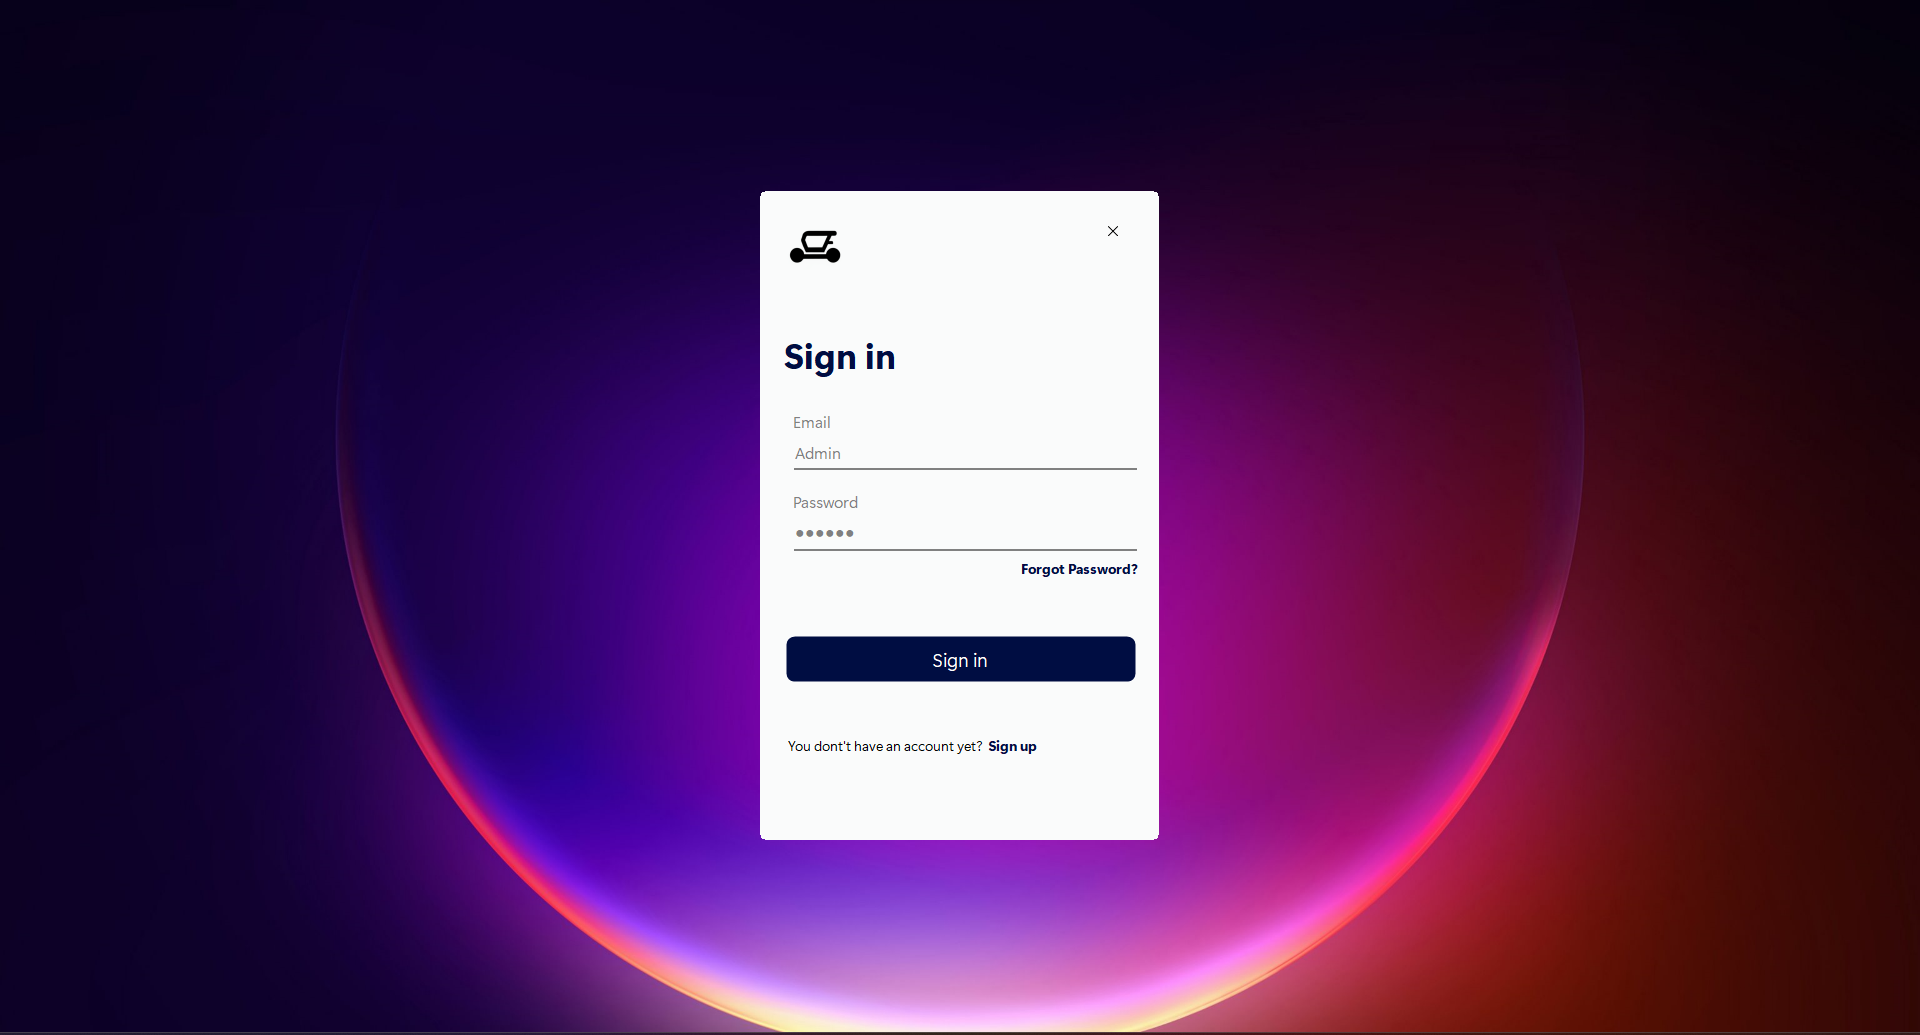 Sign in
Email
Admin
Password
●●●●●●
Forgot Password?
Sign in
You dont't have an account yet? Sign up